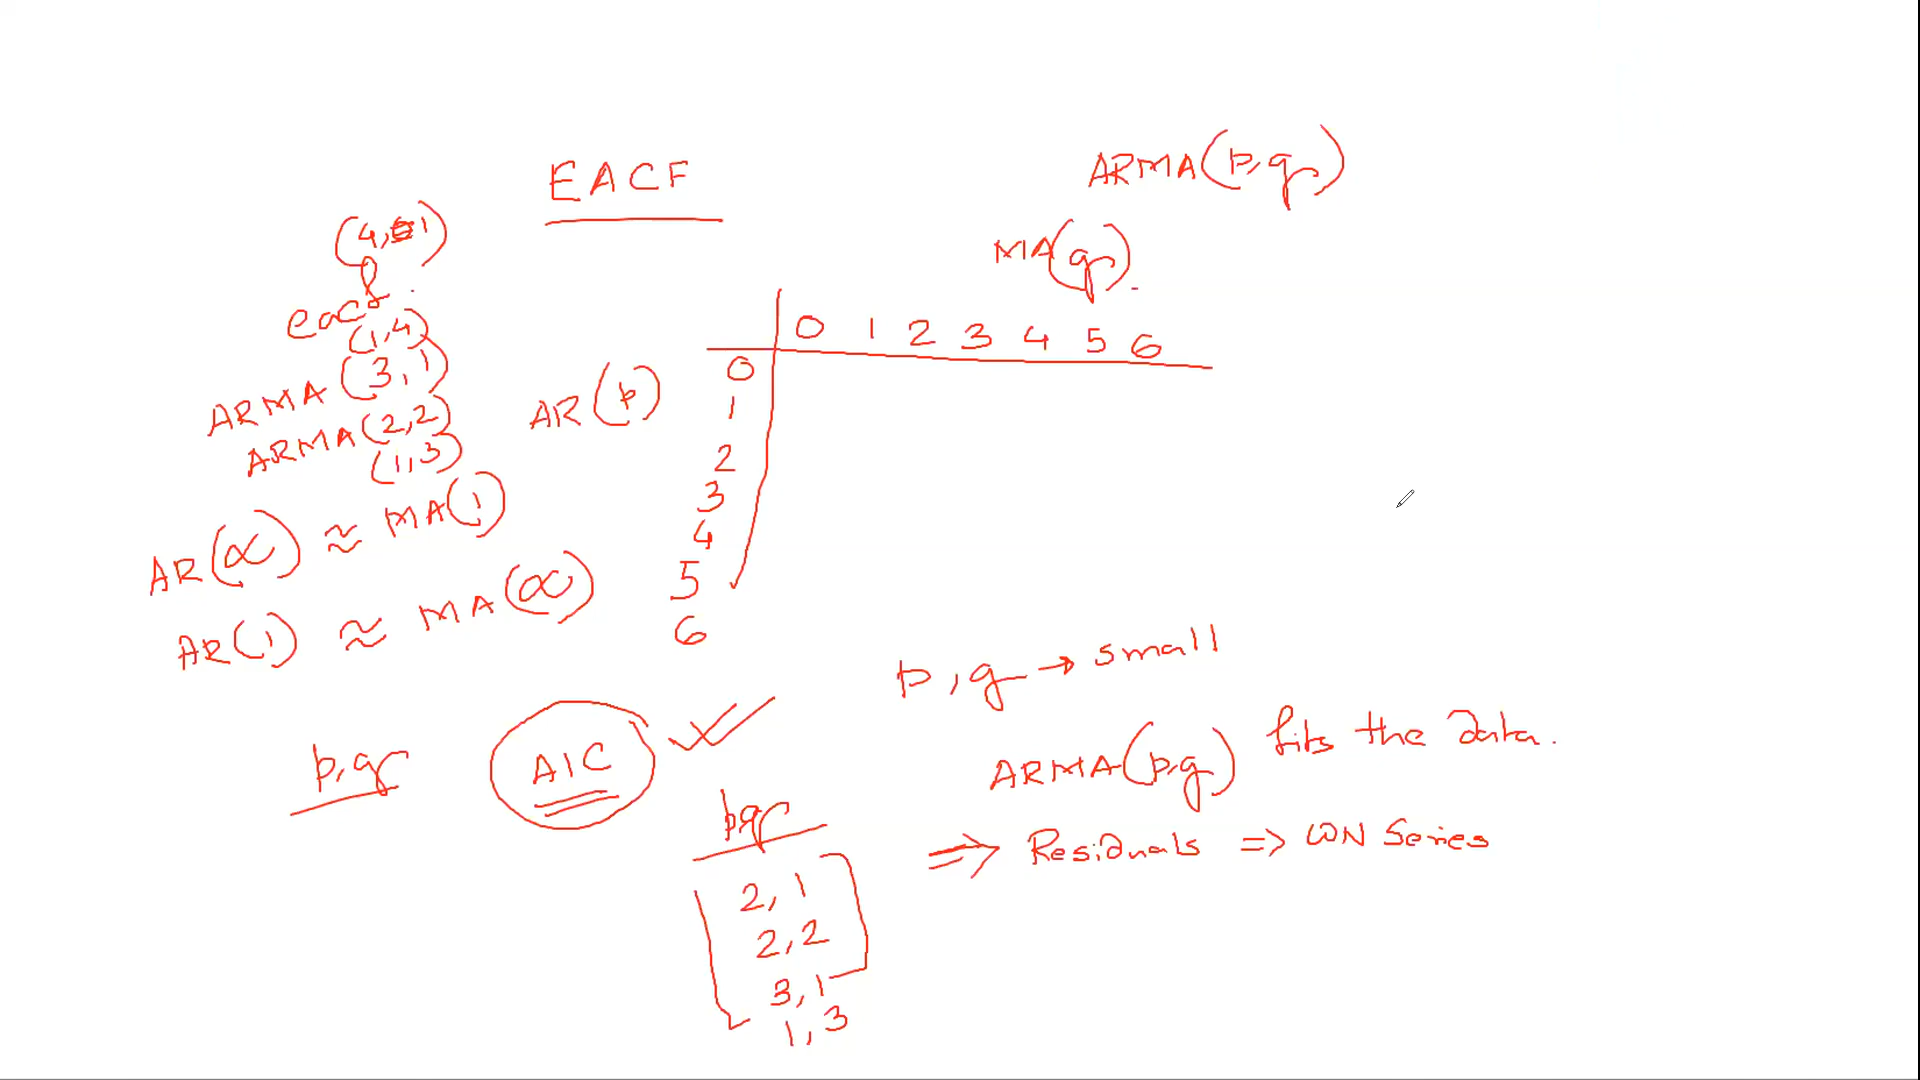 EACF
ARMA(p,q)
MA(q).
(4, 1)
eacf
(1,4)
ARMA (3,1)
ARMA(2,2)
(1,3)
AR(∞) ≈ MA(1)
AR(1) ≈ MA(∞)
0 1 2 3 4 5 6
AR(p)
0
1
2
3
4
5
6
p,q → small
p,q
AIC
ARMA(p,q) fits the data.
⇒ Residuals ⇒ WN Series
p q
2, 1
2,2
3,1
1,3